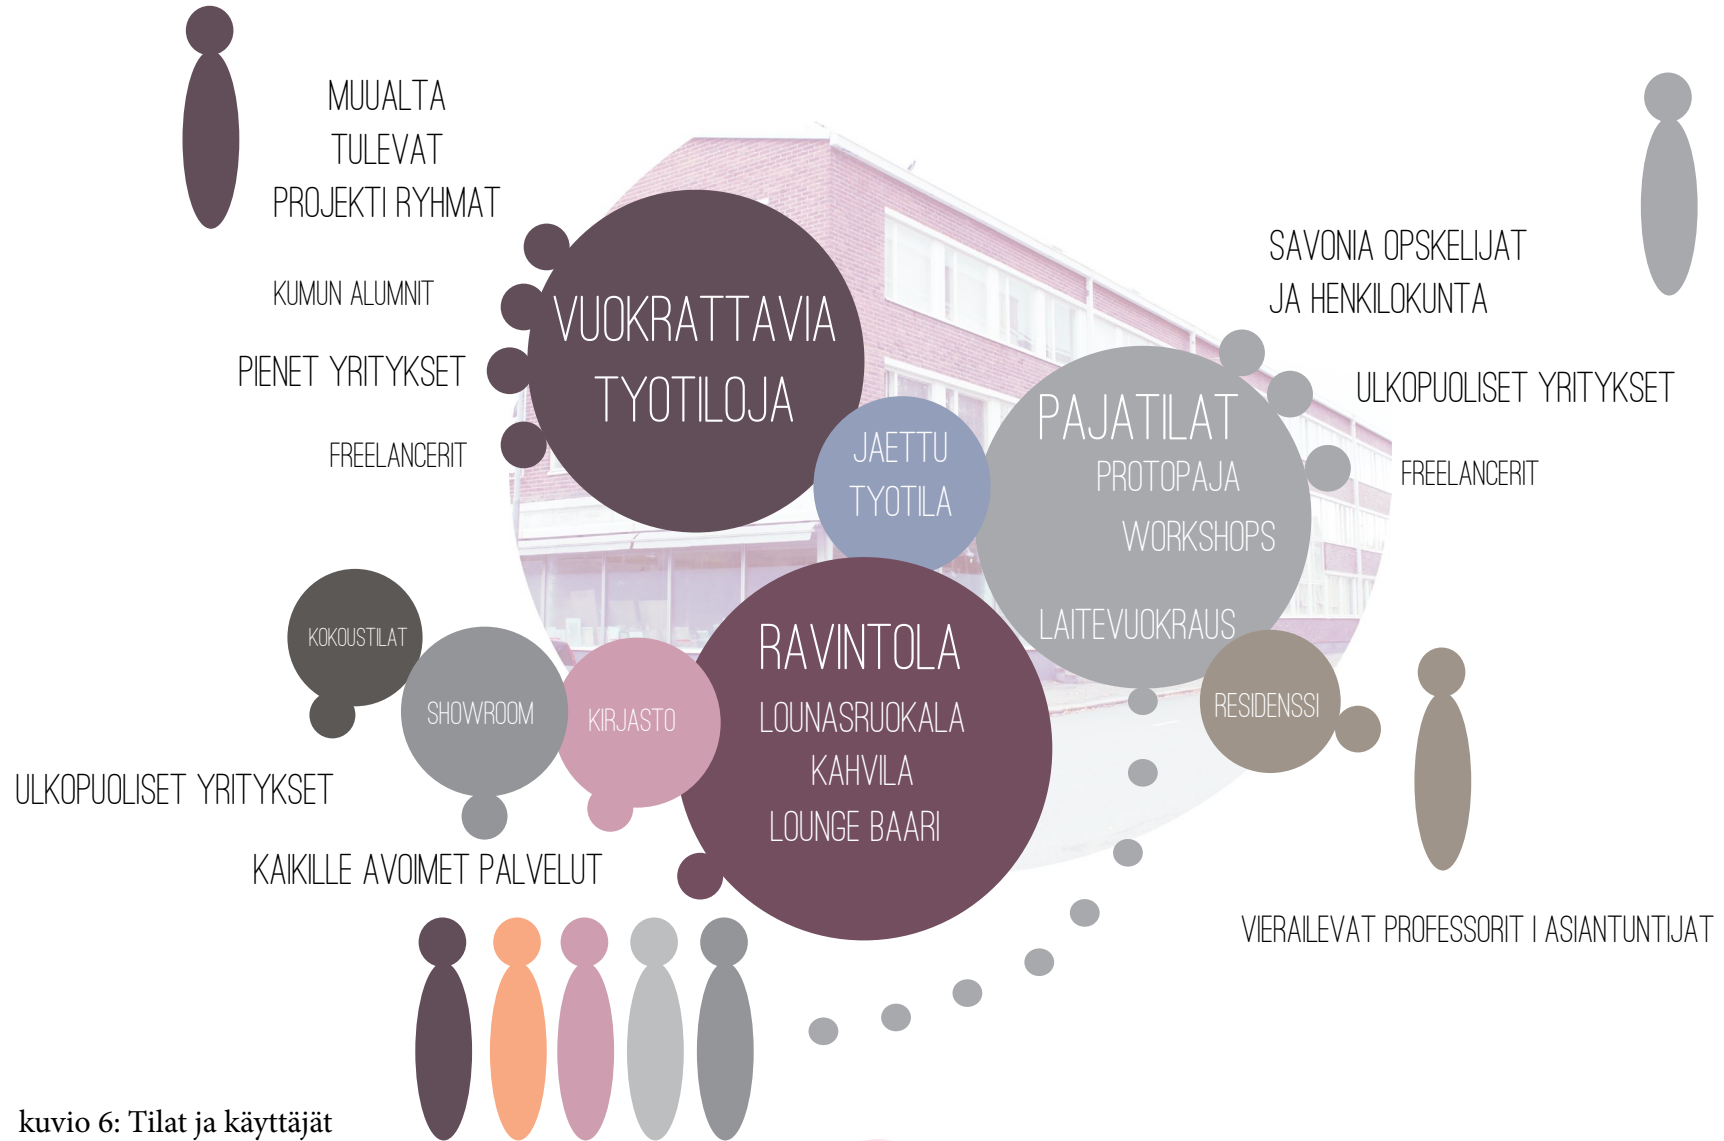 MUUALTA
TULEVAT
PROJEKTI RYHMAT
KUMUN ALUMNIT
PIENET YRITYKSET
FREELANCERIT
VUOKRATTAVIA
TYOTILOJA
JAETTU
TYOTILA
SAVONIA OPSKELIJAT
JA HENKILOKUNTA
ULKOPUOLISET YRITYKSET
FREELANCERIT
PAJATILAT
PROTOPAJA
WORKSHOPS
LAITEVUOKRAUS
RESIDENSSI
VIERAILEVAT PROFESSORIT I ASIANTUNTIJAT
KOKOUSTILAT
SHOWROOM
KIRJASTO
RAVINTOLA
LOUNASRUOKALA
KAHVILA
LOUNGE BAARI
ULKOPUOLISET YRITYKSET
KAIKILLE AVOIMET PALVELUT
kuvio 6: Tilat ja käyttäjät